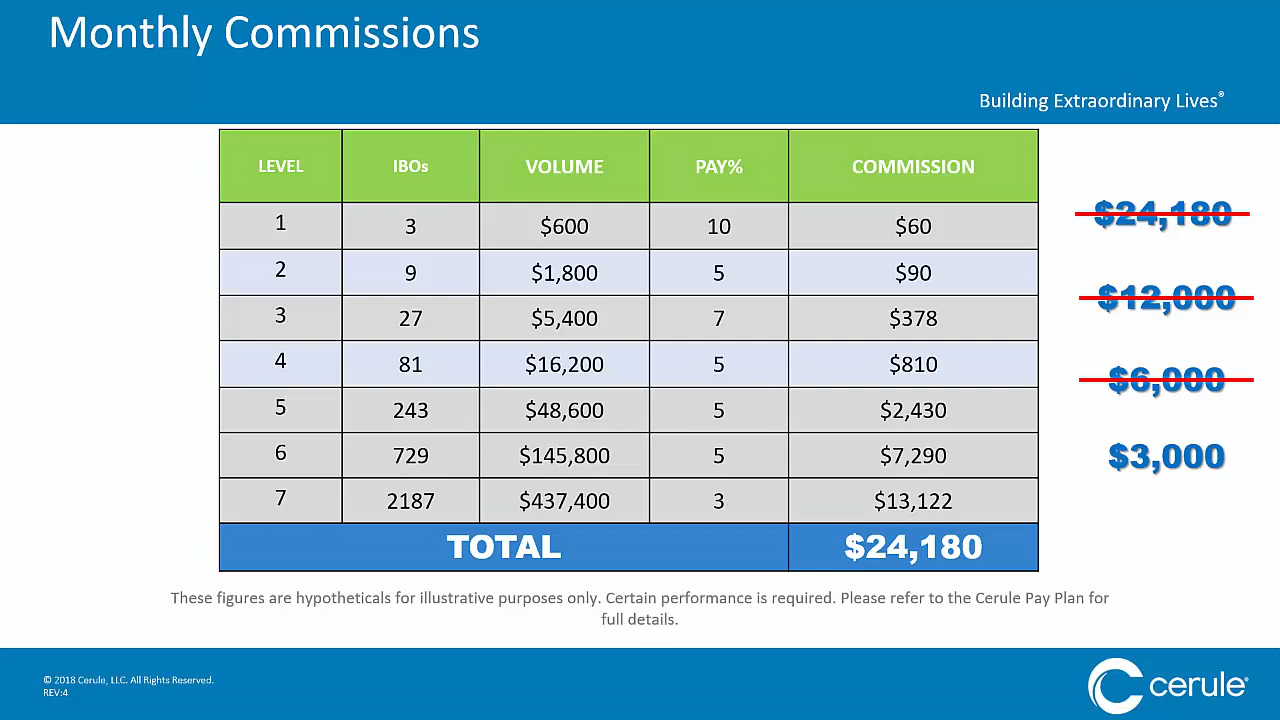 Monthly Commissions
Building Extraordinary Lives®
LEVEL IBOs VOLUME PAY% COMMISSION
1 3 $600 10 $60
2 9 $1,800 5 $90
3 27 $5,400 7 $378
4 81 $16,200 5 $810
5 243 $48,600 5 $2,430
6 729 $145,800 5 $7,290
7 2187 $437,400 3 $13,122
TOTAL $24,180
$24,180
$12,000
$6,000
$3,000
These figures are hypotheticals for illustrative purposes only. Certain performance is required. Please refer to the Cerule Pay Plan for
full details.
© 2018 Cerule, LLC. All Rights Reserved.
REV:4
cerule®